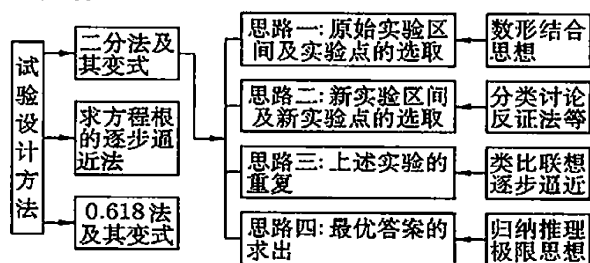 试验设计方法
二分法及
其变式
求方程根
的逐步逼
近法
0.618法
及其变式
思路一:原始实验区
间及实验点的选取
思路二:新实验区间
及新实验点的选取
思路三:上述实验的
重复
思路四:最优答案的
求出
数形结合
思想
分类讨论
反证法等
类比联想
逐步逼近
归纳推理
极限思想